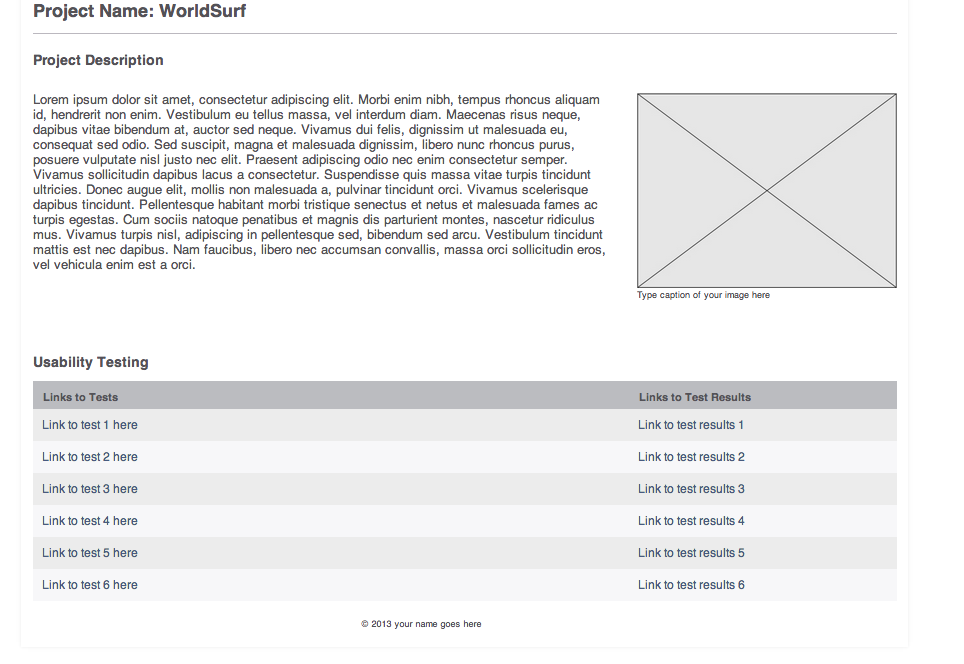 Project Name: WorldSurf
Project Description
Lorem ipsum dolor sit amet, consectetur adipiscing elit. Morbi enim nibh, tempus rhoncus aliquam
id, hendrerit non enim. Vestibulum eu tellus massa, vel interdum diam. Maecenas risus neque,
dapibus vitae bibendum at, auctor sed neque. Vivamus dui felis, dignissim ut malesuada eu,
consequat sed odio. Sed suscipit, magna et malesuada dignissim, libero nunc rhoncus purus,
posuere vulputate nisl justo nec elit. Praesent adipiscing odio nec enim consectetur semper.
Vivamus sollicitudin dapibus lacus a consectetur. Suspendisse quis massa vitae turpis tincidunt
ultricies. Donec augue elit, mollis non malesuada a, pulvinar tincidunt orci. Vivamus scelerisque
dapibus tincidunt. Pellentesque habitant morbi tristique senectus et netus et malesuada fames ac
turpis egestas. Cum sociis natoque penatibus et magnis dis parturient montes, nascetur ridiculus
mus. Vivamus turpis nisl, adipiscing in pellentesque sed, bibendum sed arcu. Vestibulum tincidunt
mattis est nec dapibus. Nam faucibus, libero nec accumsan convallis, massa orci sollicitudin eros,
vel vehicula enim est a orci.
Type caption of your image here
Usability Testing
Links to Tests Links to Test Results
Link to test 1 here Link to test results 1
Link to test 2 here Link to test results 2
Link to test 3 here Link to test results 3
Link to test 4 here Link to test results 4
Link to test 5 here Link to test results 5
Link to test 6 here Link to test results 6
© 2013 your name goes here